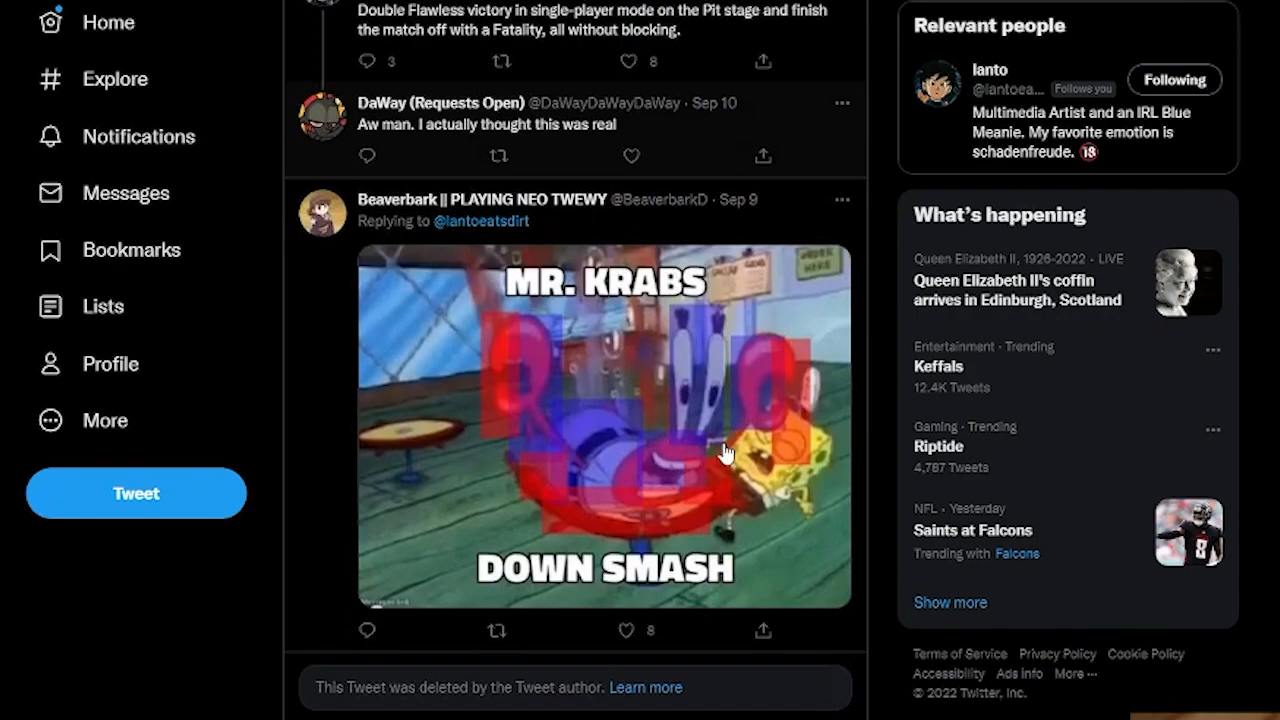 Home
Explore
Notifications
Messages
Bookmarks
Lists
Profile
More
Tweet
Double Flawless victory in single-player mode on the Pit stage and finish
the match off with a Fatality, all without blocking.
3
8
DaWay (Requests Open) @DaWayDaWayDaWay · Sep 10
Aw man. I actually thought this was real
Beaverbark || PLAYING NEO TWEWY @BeaverbarkD · Sep 9
Replying to @lantoeatsdirt
ORDER
HERE
MR. KRABS
DOWN SMASH
8
This Tweet was deleted by the Tweet author. Learn more
Relevant people
lanto
@lantoea... Follows you
Following
Multimedia Artist and an IRL Blue
Meanie. My favorite emotion is
schadenfreude. 🔞
What's happening
Queen Elizabeth II, 1926-2022 · LIVE
Queen Elizabeth II's coffin
arrives in Edinburgh, Scotland
Entertainment · Trending
Keffals
12.4K Tweets
Gaming · Trending
Riptide
4,787 Tweets
NFL · Yesterday
Saints at Falcons
Trending with Falcons
8
Show more
Terms of Service Privacy Policy Cookie Policy
Accessibility Ads info More ···
© 2022 Twitter, Inc.